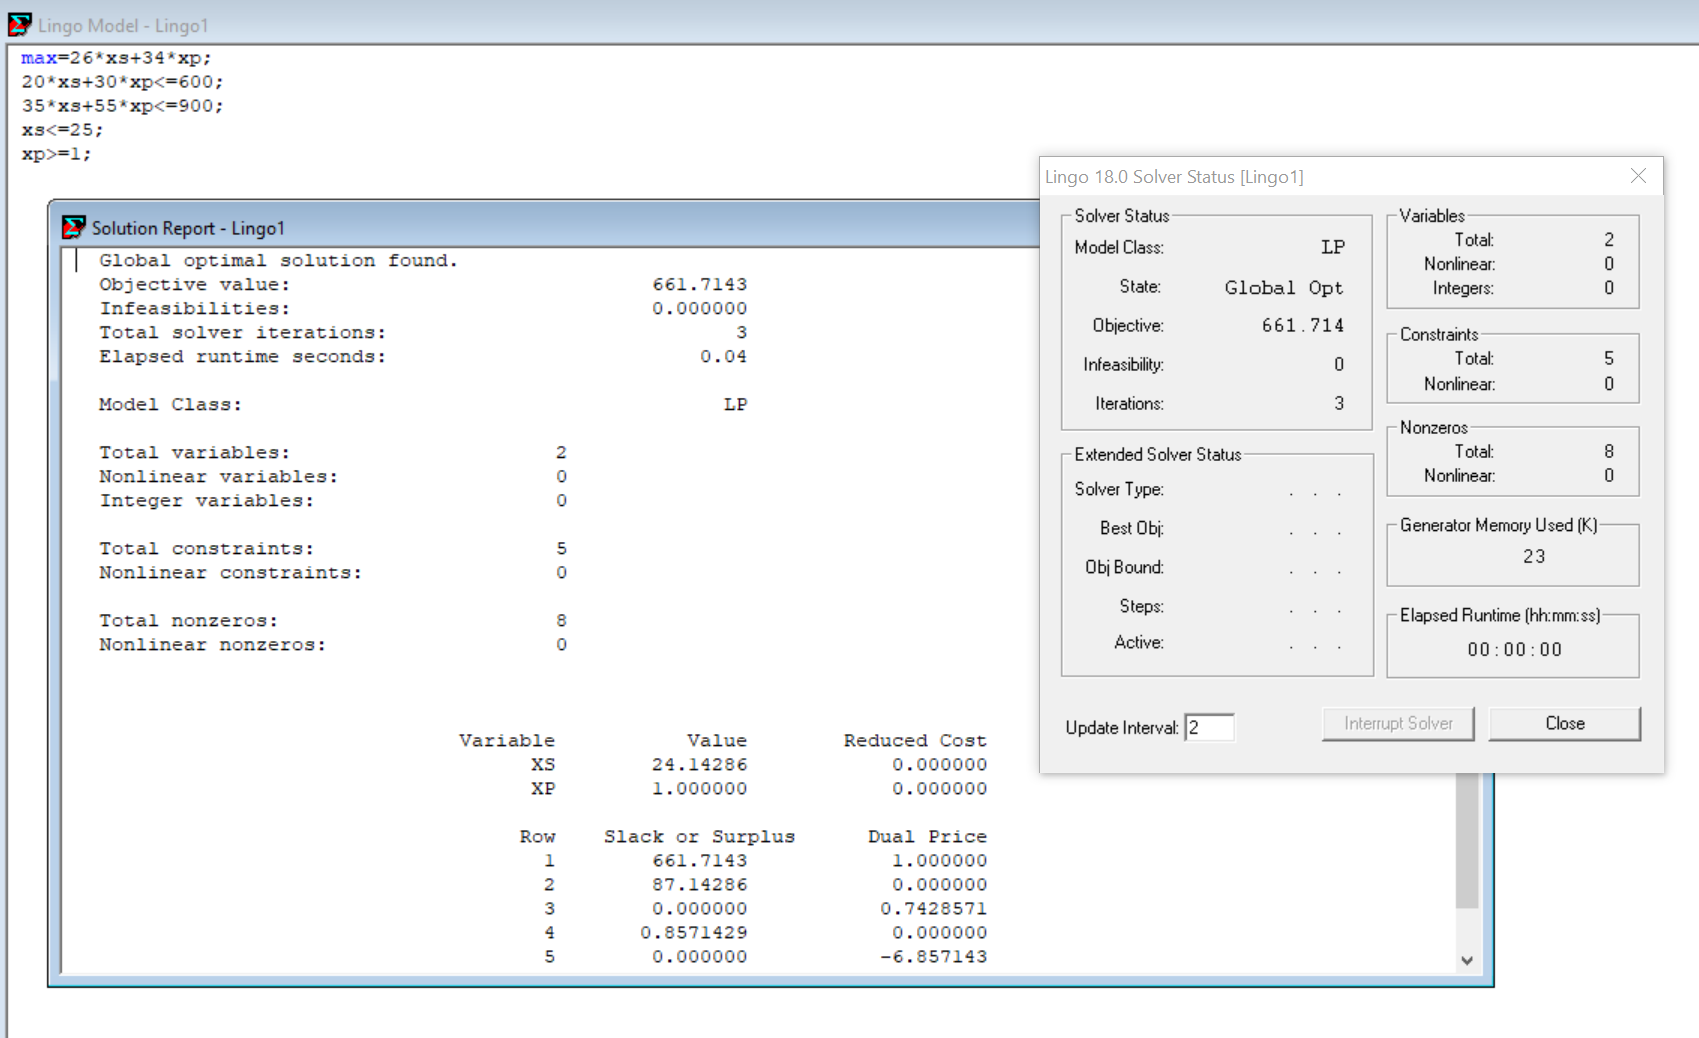 Lingo Model - Lingo1
max=26*xs+34*xp;
20*xs+30*xp<=600;
35*xs+55*xp<=900;
xs<=25;
xp>=1;
Solution Report - Lingo1
Global optimal solution found.
Objective value: 661.7143
Infeasibilities: 0.000000
Total solver iterations: 3
Elapsed runtime seconds: 0.04
Model Class: LP
Total variables: 2
Nonlinear variables: 0
Integer variables: 0
Total constraints: 5
Nonlinear constraints: 0
Total nonzeros: 8
Nonlinear nonzeros: 0
Variable Value Reduced Cost
XS 24.14286 0.000000
XP 1.000000 0.000000
Row Slack or Surplus Dual Price
1 661.7143 1.000000
2 87.14286 0.000000
3 0.000000 0.7428571
4 0.8571429 0.000000
5 0.000000 -6.857143
Lingo 18.0 Solver Status [Lingo1]
Solver Status
Model Class: LP
State: Global Opt
Objective: 661.714
Infeasibility: 0
Iterations: 3
Extended Solver Status
Solver Type: . . .
Best Obj: . . .
Obj Bound: . . .
Steps: . . .
Active: . . .
Variables
Total: 2
Nonlinear: 0
Integers: 0
Constraints
Total: 5
Nonlinear: 0
Nonzeros
Total: 8
Nonlinear: 0
Generator Memory Used (K)
23
Elapsed Runtime (hh:mm:ss)
00:00:00
Update Interval: 2
Interrupt Solver
Close